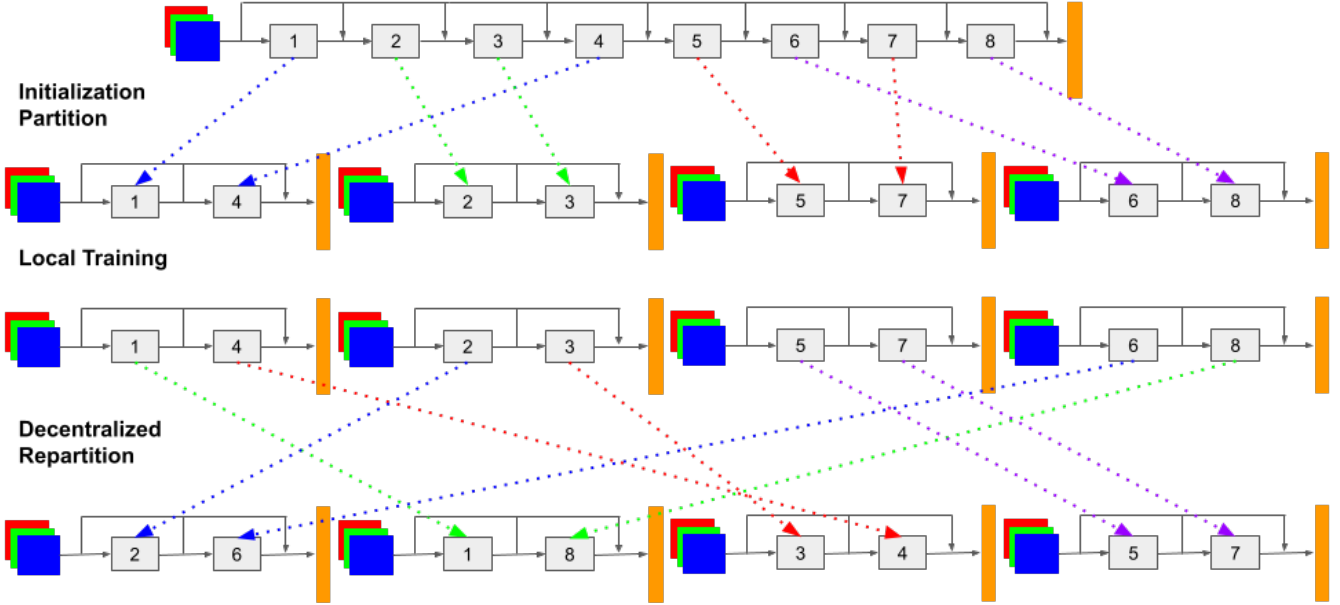 1 2 3 4 5 6 7 8
Initialization
Partition
1 4 2 3 5 7 6 8
Local Training
1 4 2 3 5 7 6 8
Decentralized
Repartition
2 6 1 8 3 4 5 7